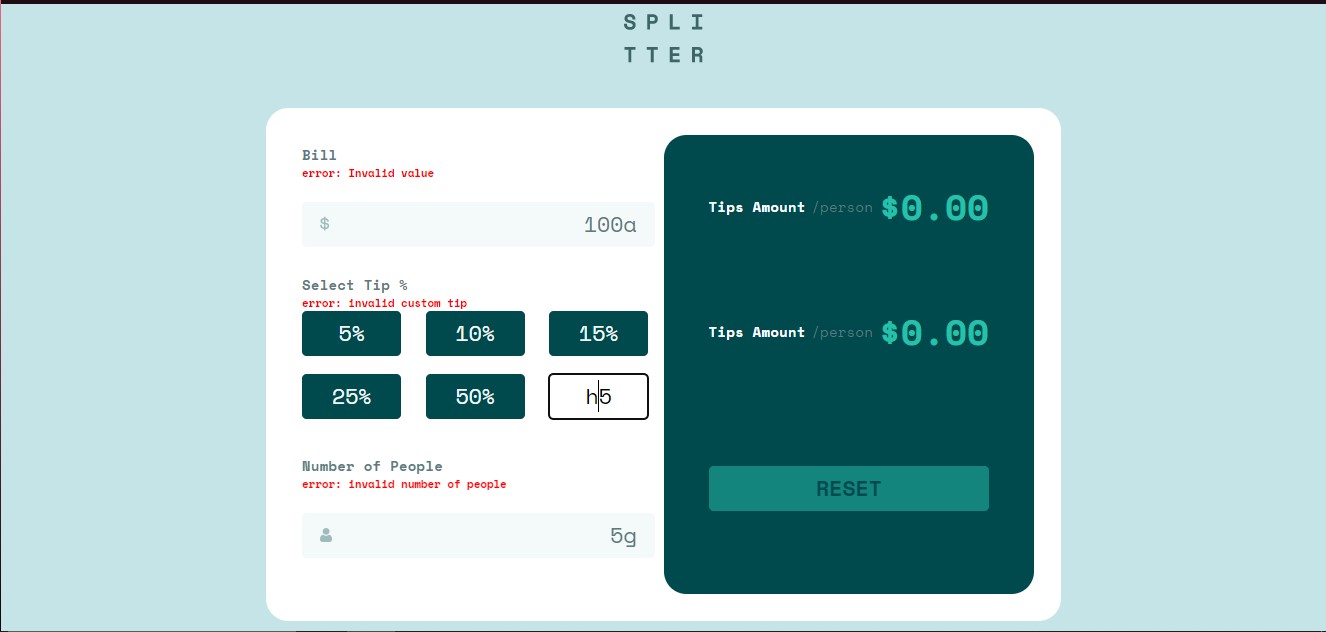 SPLI
TTER
Bill
error: Invalid value
$ 100a
Select Tip %
error: invalid custom tip
5% 10% 15%
25% 50% h5
Number of People
error: invalid number of people
5g
Tips Amount /person $0.00
Tips Amount /person $0.00
RESET